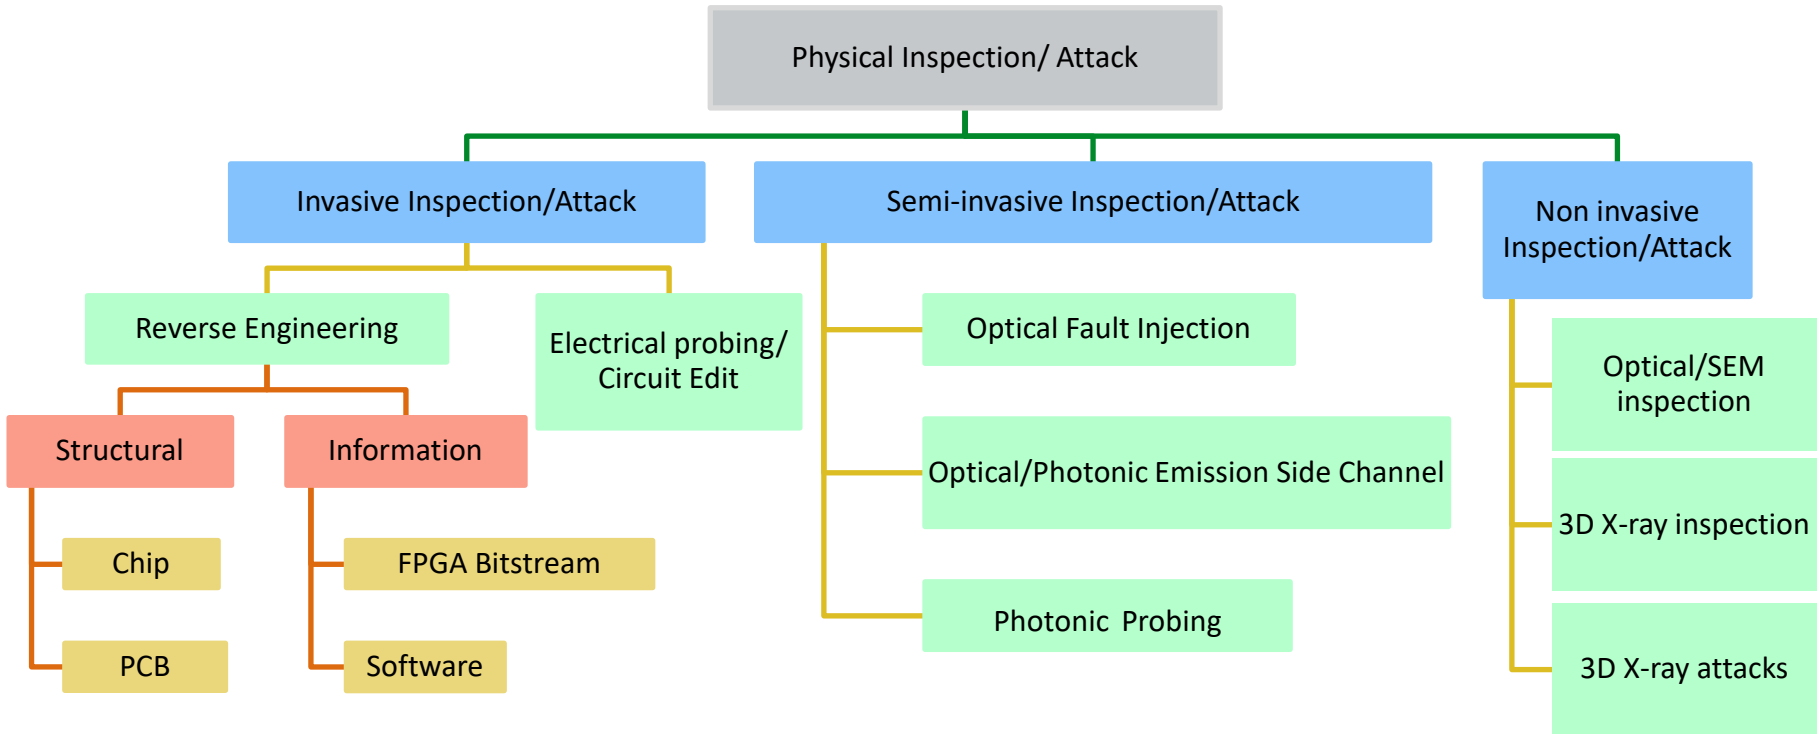 Physical Inspection/ Attack
Invasive Inspection/Attack
Semi-invasive Inspection/Attack
Non invasive
Inspection/Attack
Reverse Engineering
Electrical probing/
Circuit Edit
Structural
Information
Chip
PCB
FPGA Bitstream
Software
Optical Fault Injection
Optical/Photonic Emission Side Channel
Photonic  Probing
Optical/SEM
inspection
3D X-ray inspection
3D X-ray attacks